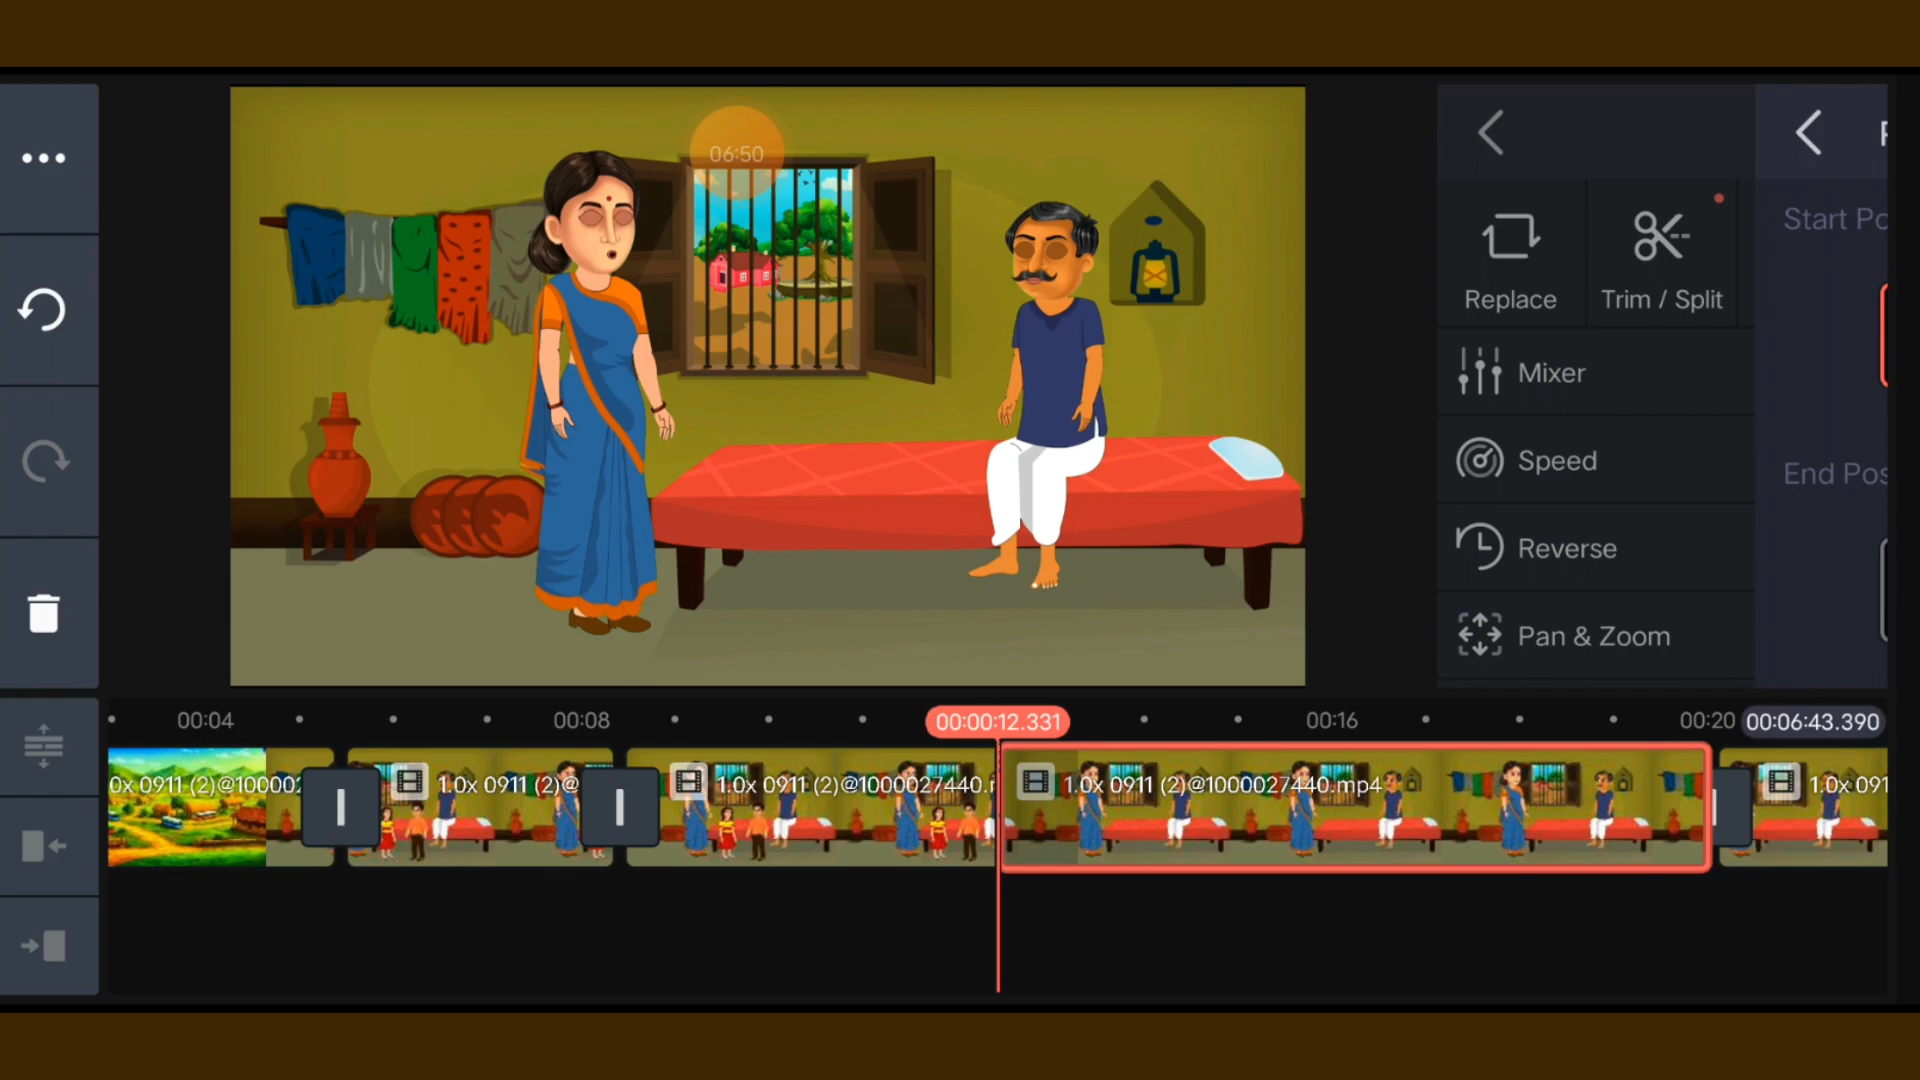 06:50
Start Po
Replace
Trim / Split
Mixer
Speed
End Pos
Reverse
Pan & Zoom
00:04
00:08
00:00:12.331
00:16
00:20
00:06:43.390
0x 0911 (2)@10000
1.0x 0911 (2)@
1.0x 0911 (2)@1000027440.
1.0x 0911 (2)@1000027440.mp4
1.0x 091